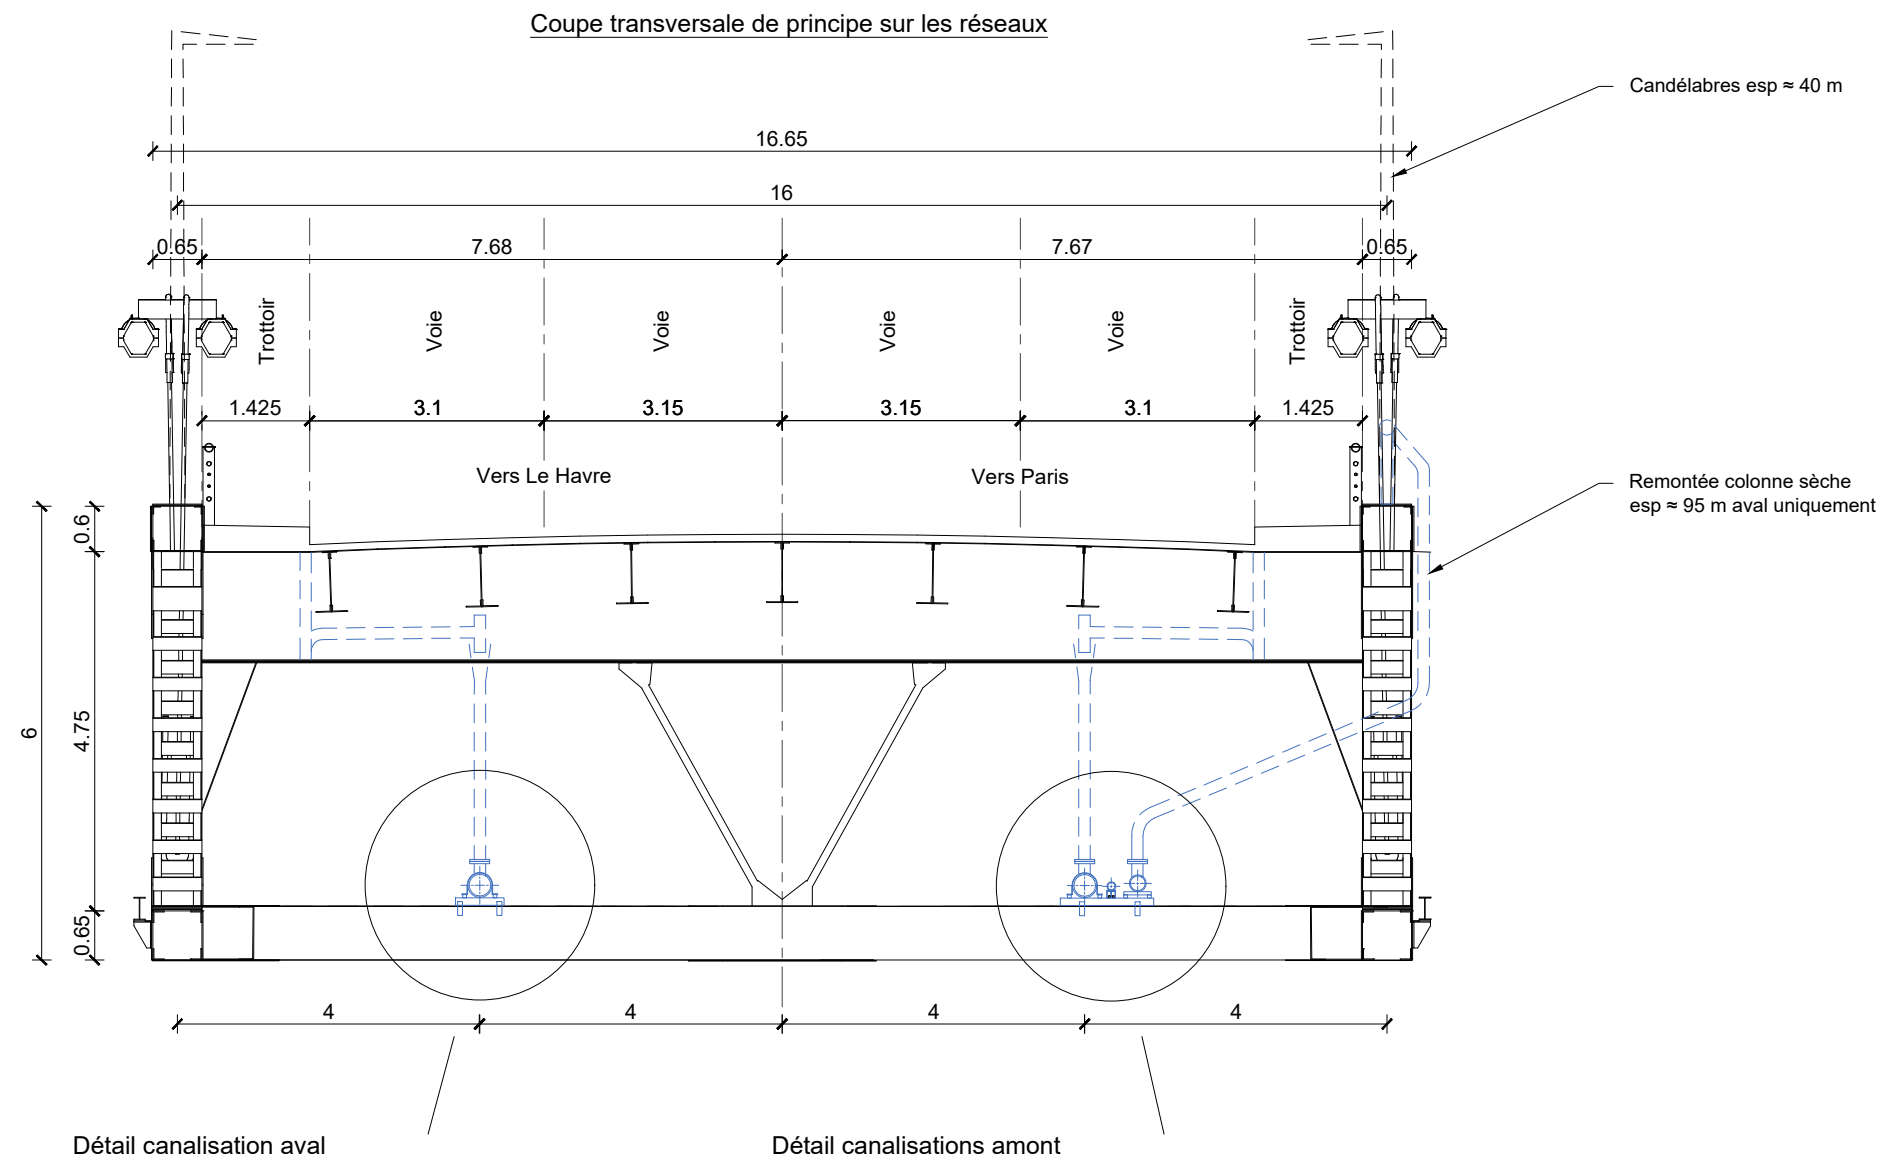 Coupe transversale de principe sur les réseaux
Candélabres esp ≈ 40 m
16.65
16
0.65
7.68
7.67
0.65
Trottoir
Voie
Voie
Voie
Voie
Trottoir
1.425
3.1
3.15
3.15
3.1
1.425
Vers Le Havre
Vers Paris
Remontée colonne sèche
esp ≈ 95 m aval uniquement
0.6
6
4.75
0.65
4
4
4
4
Détail canalisation aval
Détail canalisations amont